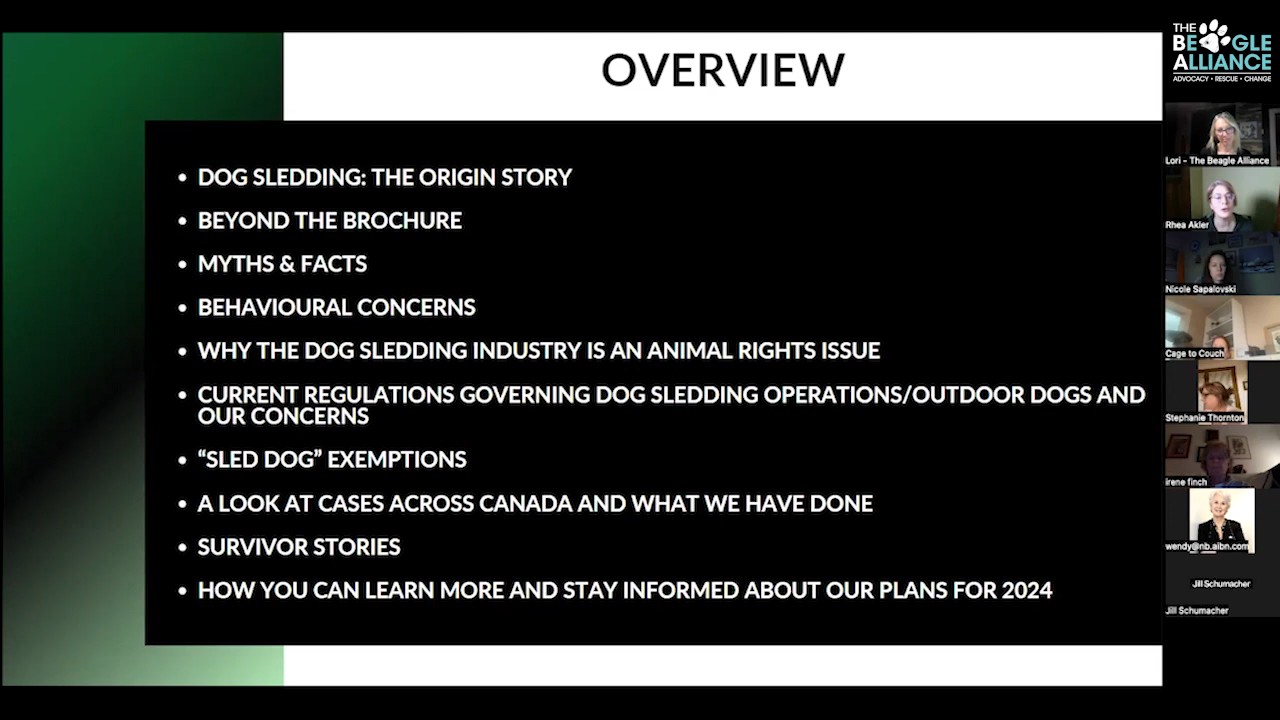 OVERVIEW
• DOG SLEDDING: THE ORIGIN STORY
• BEYOND THE BROCHURE
• MYTHS & FACTS
• BEHAVIOURAL CONCERNS
• WHY THE DOG SLEDDING INDUSTRY IS AN ANIMAL RIGHTS ISSUE
• CURRENT REGULATIONS GOVERNING DOG SLEDDING OPERATIONS/OUTDOOR DOGS AND
OUR CONCERNS
• “SLED DOG” EXEMPTIONS
• A LOOK AT CASES ACROSS CANADA AND WHAT WE HAVE DONE
• SURVIVOR STORIES
• HOW YOU CAN LEARN MORE AND STAY INFORMED ABOUT OUR PLANS FOR 2024
THE
BEAGLE
ALLIANCE
ADVOCACY • RESCUE • CHANGE
Lori - The Beagle Alliance
Rhea Akler
Nicole Sapalovski
Cage to Couch
Stephanie Thornton
irene finch
wendy@nb.aibn.com
Jill Schumacher
Jill Schumacher